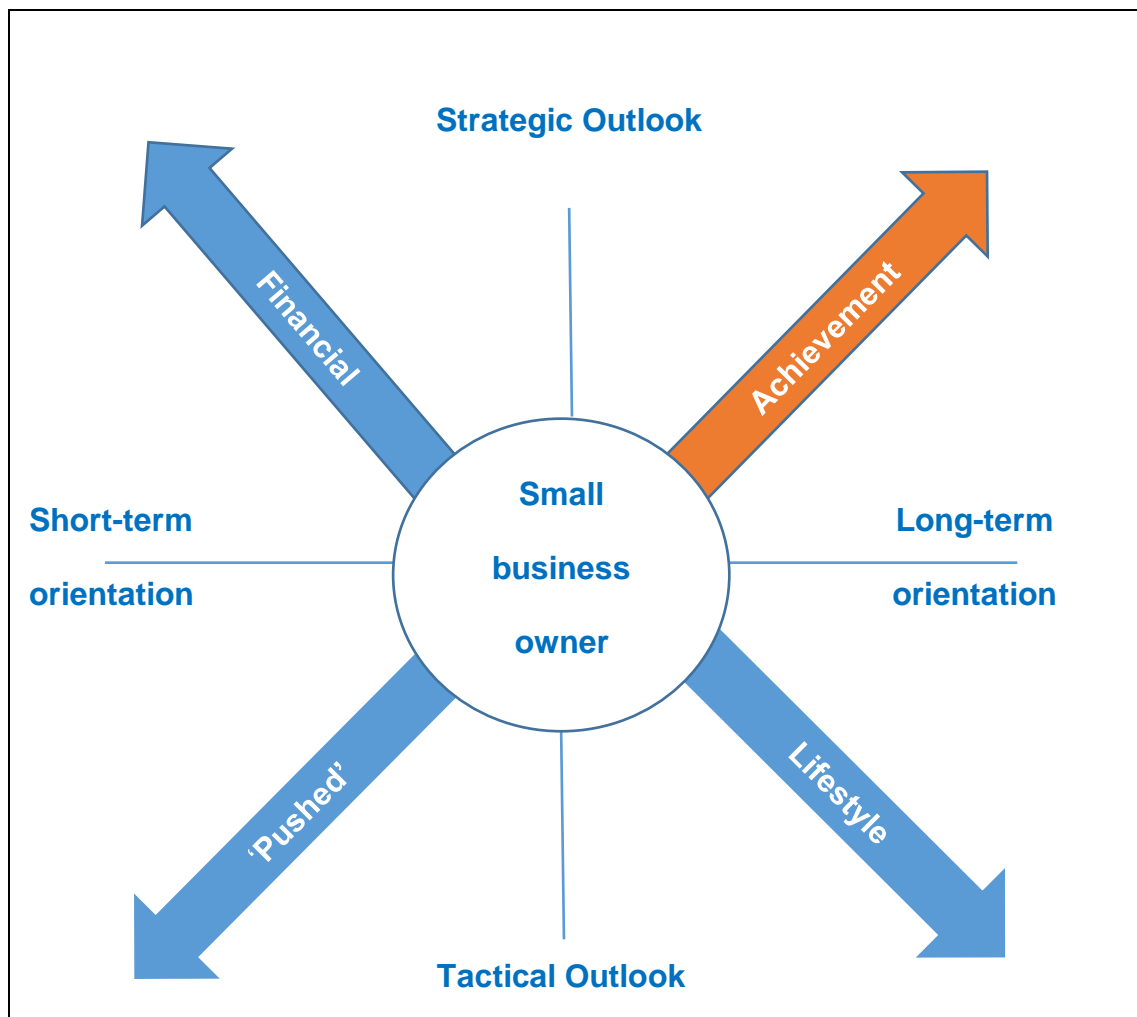 Strategic Outlook
Financial
Achievement
Short-term
orientation
Small
business
owner
Long-term
orientation
‘Pushed’
Lifestyle
Tactical Outlook